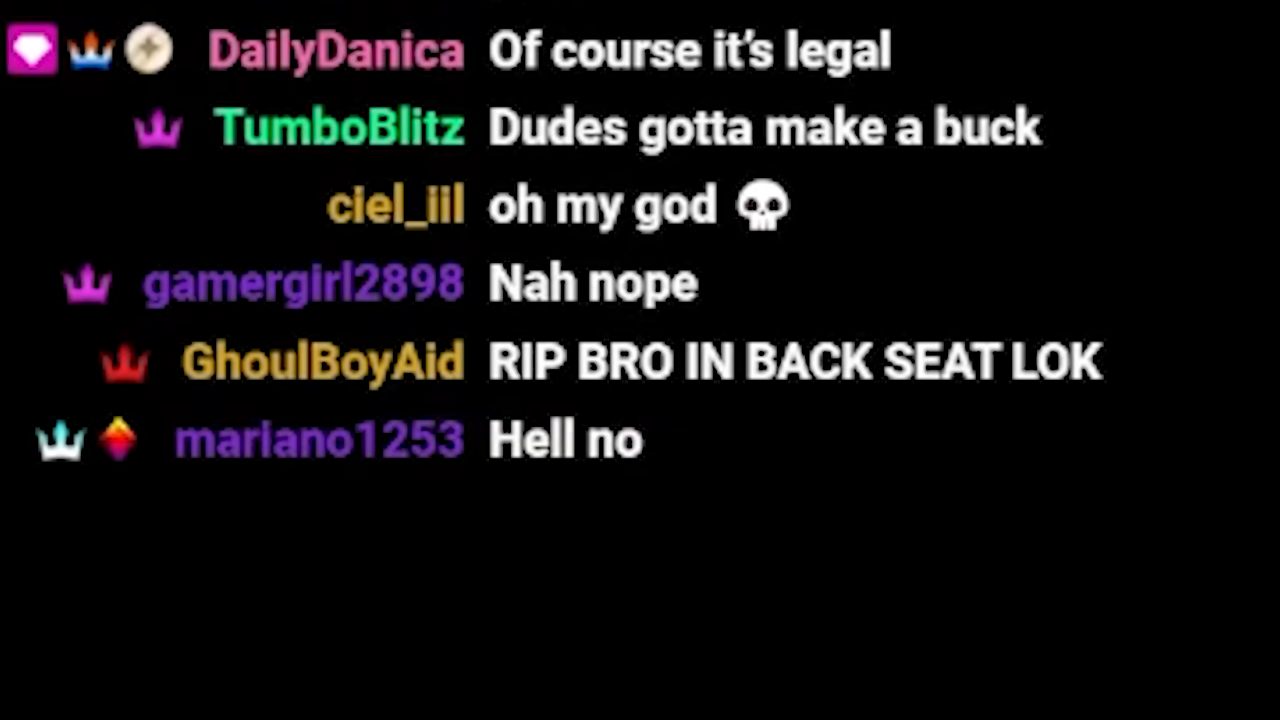 DailyDanica Of course it’s legal
TumboBlitz Dudes gotta make a buck
ciel_iil oh my god 💀
gamergirl2898 Nah nope
GhoulBoyAid RIP BRO IN BACK SEAT LOK
mariano1253 Hell no